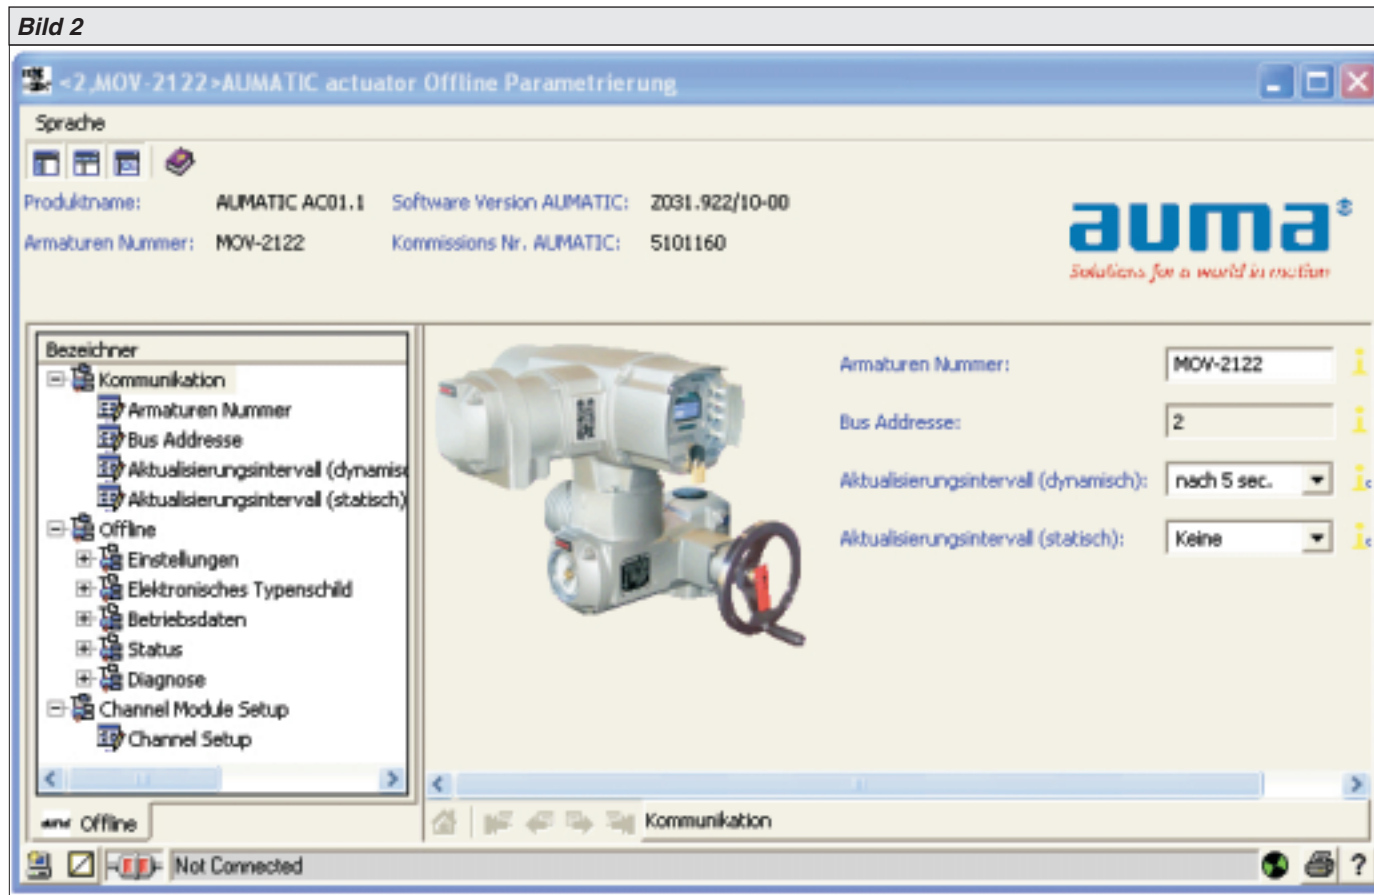 Bild 2
<2,MOV-2122>AUMATIC actuator Offline Parametrierung
Sprache
Produktname: AUMATIC AC01.1 Software Version AUMATIC: Z031.922/10-00
Armaturen Nummer: MOV-2122 Kommissions Nr. AUMATIC: 5101160
auma®
Solutions for a world in motion
Bezeichner
Kommunikation
Armaturen Nummer
Bus Addresse
Aktualisierungsintervall (dynamisc
Aktualisierungsintervall (statisch)
Offline
Einstellungen
Elektronisches Typenschild
Betriebsdaten
Status
Diagnose
Channel Module Setup
Channel Setup
Armaturen Nummer: MOV-2122
Bus Addresse: 2
Aktualisierungsintervall (dynamisch): nach 5 sec.
Aktualisierungsintervall (statisch): Keine
auma Offline
Kommunikation
Not Connected